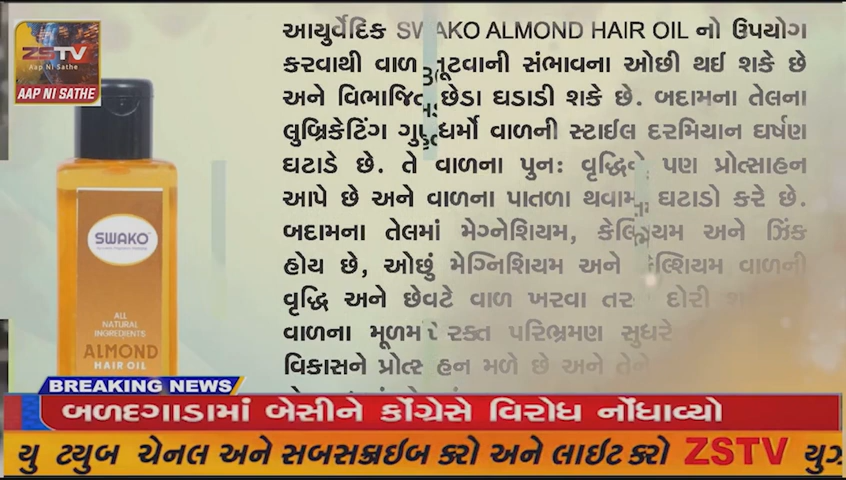 ZSTV
Aap Ni Sathe
AAP NI SATHE
આયુર્વેદિક SWAKO ALMOND HAIR OIL નો ઉપયોગ
કરવાથી વાળ તૂટવાની સંભાવના ઓછી થઈ શકે છે
અને વિભાજિત છેડા ઘડાડી શકે છે. બદામના તેલના
લુબ્રિકેટિંગ ગુણધર્મો વાળની સ્ટાઈલ દરમિયાન ઘર્ષણ
ઘટાડે છે. તે વાળના પુનઃ વૃદ્ધિને પણ પ્રોત્સાહન
આપે છે અને વાળના પાતળા થવામાં ઘટાડો કરે છે.
બદામના તેલમાં મેગ્નેશિયમ, કેલ્શિયમ અને ઝિંક
હોય છે, ઓછું મેગ્નિશિયમ અને કેલ્શિયમ વાળની
વૃદ્ધિ અને છેવટે વાળ ખરવા તરફ દોરી
વાળના મૂળમાં રક્ત પરિભ્રમણ સુધરે
વિકાસને પ્રોત્સાહન મળે છે અને તેને
SWAKO
ALL
NATURAL
INGREDIENTS
ALMOND
HAIR OIL
BREAKING NEWS
બળદગાડામાં બેસીને કોંગ્રેસે વિરોધ નોંધાવ્યો
યુ ટ્યુબ ચેનલ અને સબસક્રાઇબ કરો અને લાઈટ કરો ZSTV